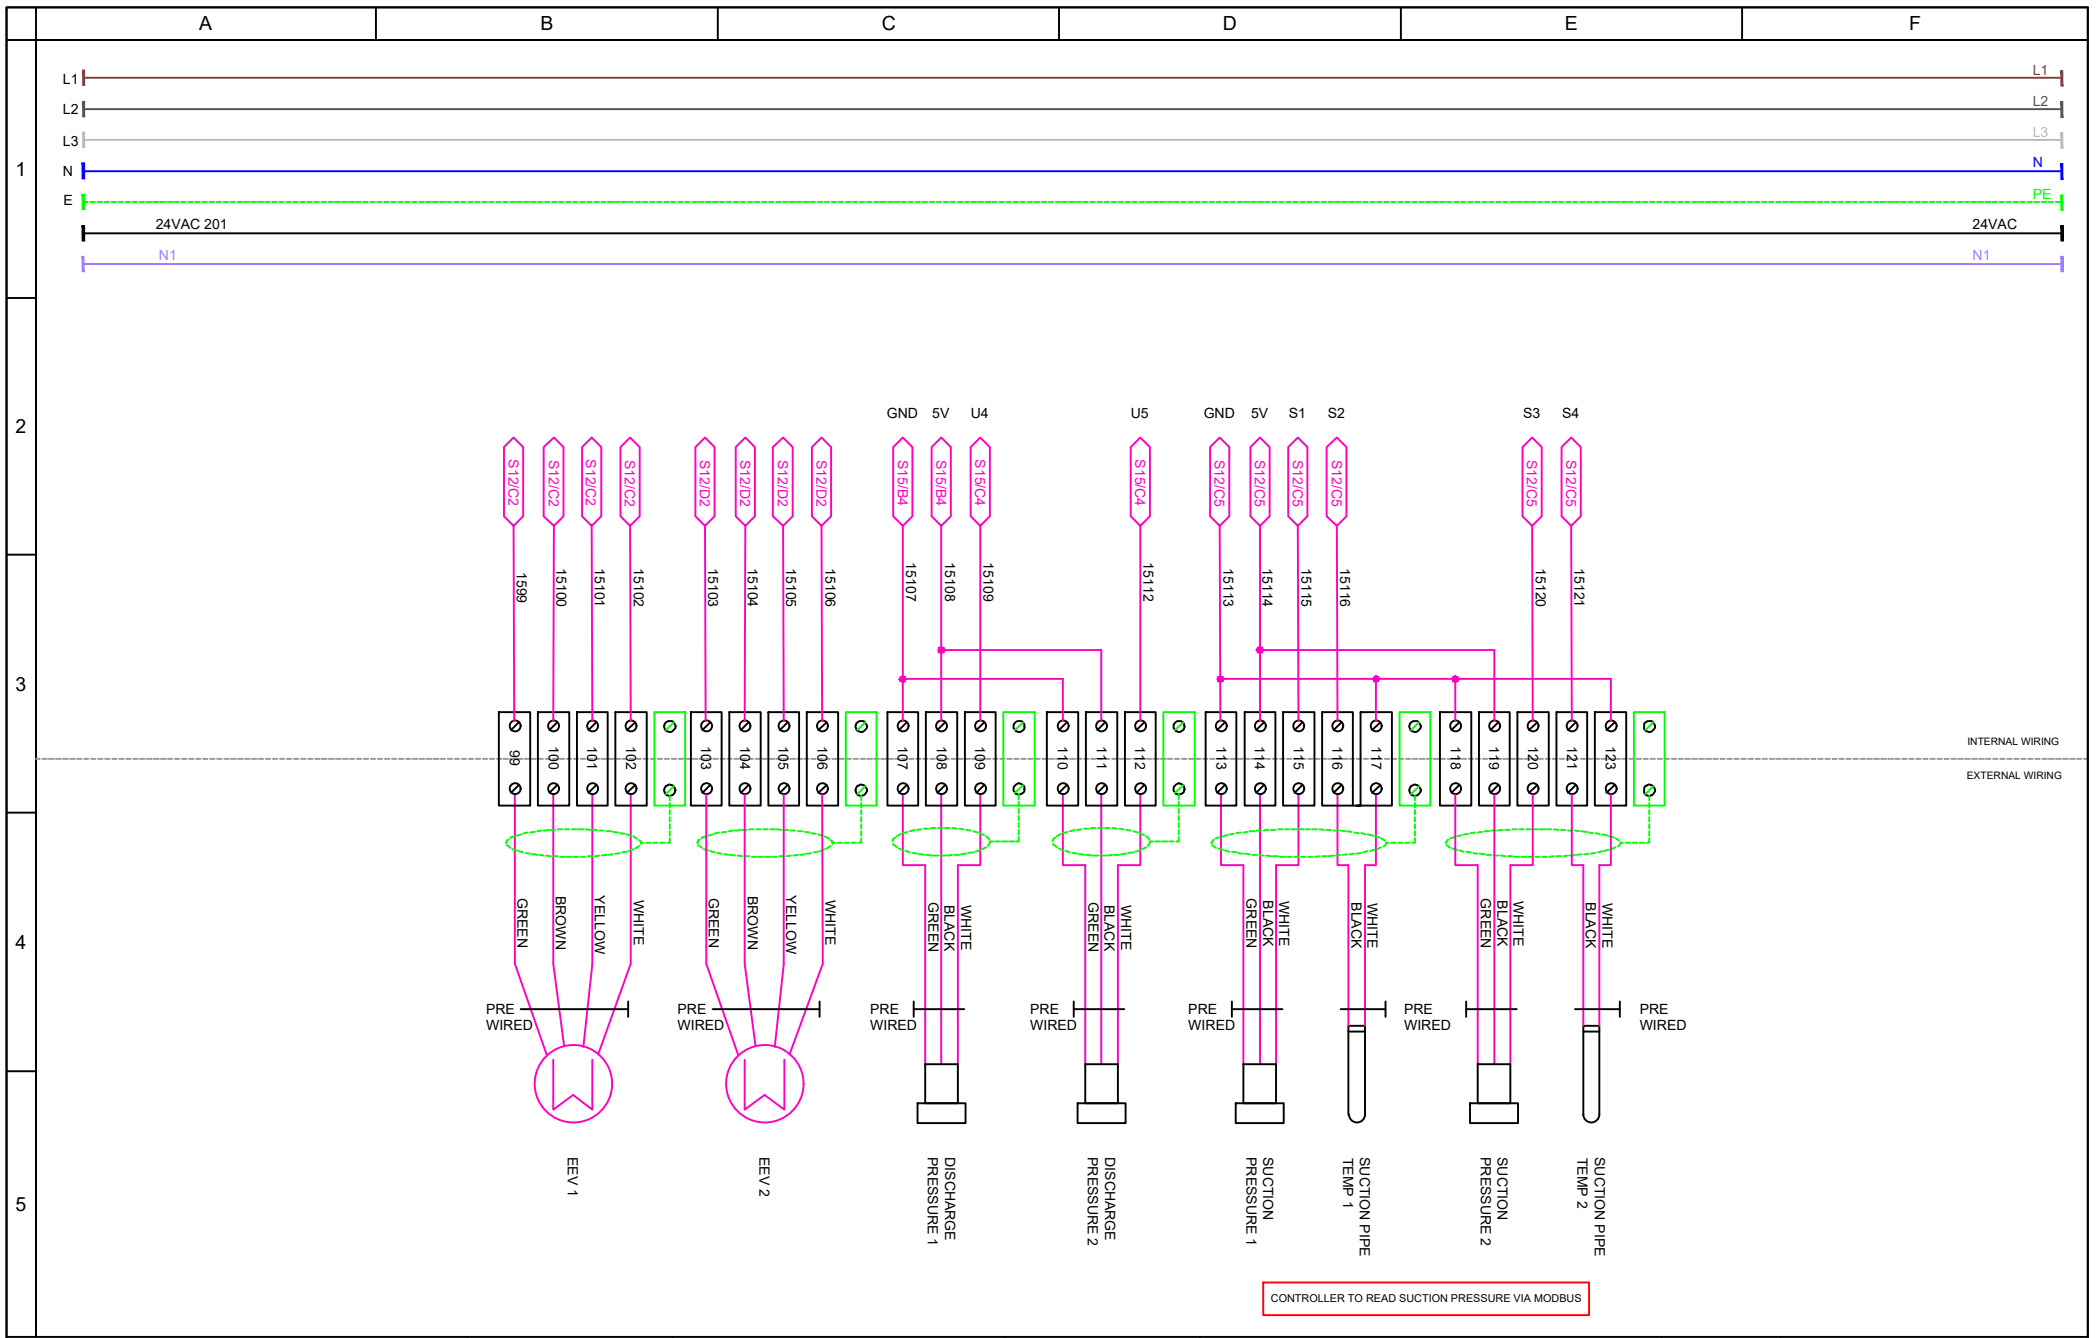 A B C D E F
1
2
3
4
5
L1 L1
L2 L2
L3 L3
N N
E PE
24VAC 201 24VAC
N1 N1
GND 5V U4 U5 GND 5V S1 S2 S3 S4
S12/C2 S12/C2 S12/C2 S12/C2 S12/D2 S12/D2 S12/D2 S12/D2 S15/B4 S15/B4 S15/C4 S15/C4 S12/C5 S12/C5 S12/C5 S12/C5 S12/C5 S12/C5
1599 15100 15101 15102 15103 15104 15105 15106 15107 15108 15109 15112 15113 15114 15115 15116 15120 15121
99 100 101 102 103 104 105 106 107 108 109 110 111 112 113 114 115 116 117 118 119 120 121 123
INTERNAL WIRING
EXTERNAL WIRING
GREEN BROWN YELLOW WHITE GREEN BROWN YELLOW WHITE GREEN BLACK WHITE GREEN BLACK WHITE GREEN BLACK WHITE BLACK WHITE GREEN BLACK WHITE BLACK WHITE
PRE
WIRED
PRE
WIRED
PRE
WIRED
PRE
WIRED
PRE
WIRED
PRE
WIRED
PRE
WIRED
EEV 1
EEV 2
DISCHARGE
PRESSURE 1
DISCHARGE
PRESSURE 2
SUCTION
PRESSURE 1
SUCTION PIPE
TEMP 1
SUCTION
PRESSURE 2
SUCTION PIPE
TEMP 2
CONTROLLER TO READ SUCTION PRESSURE VIA MODBUS